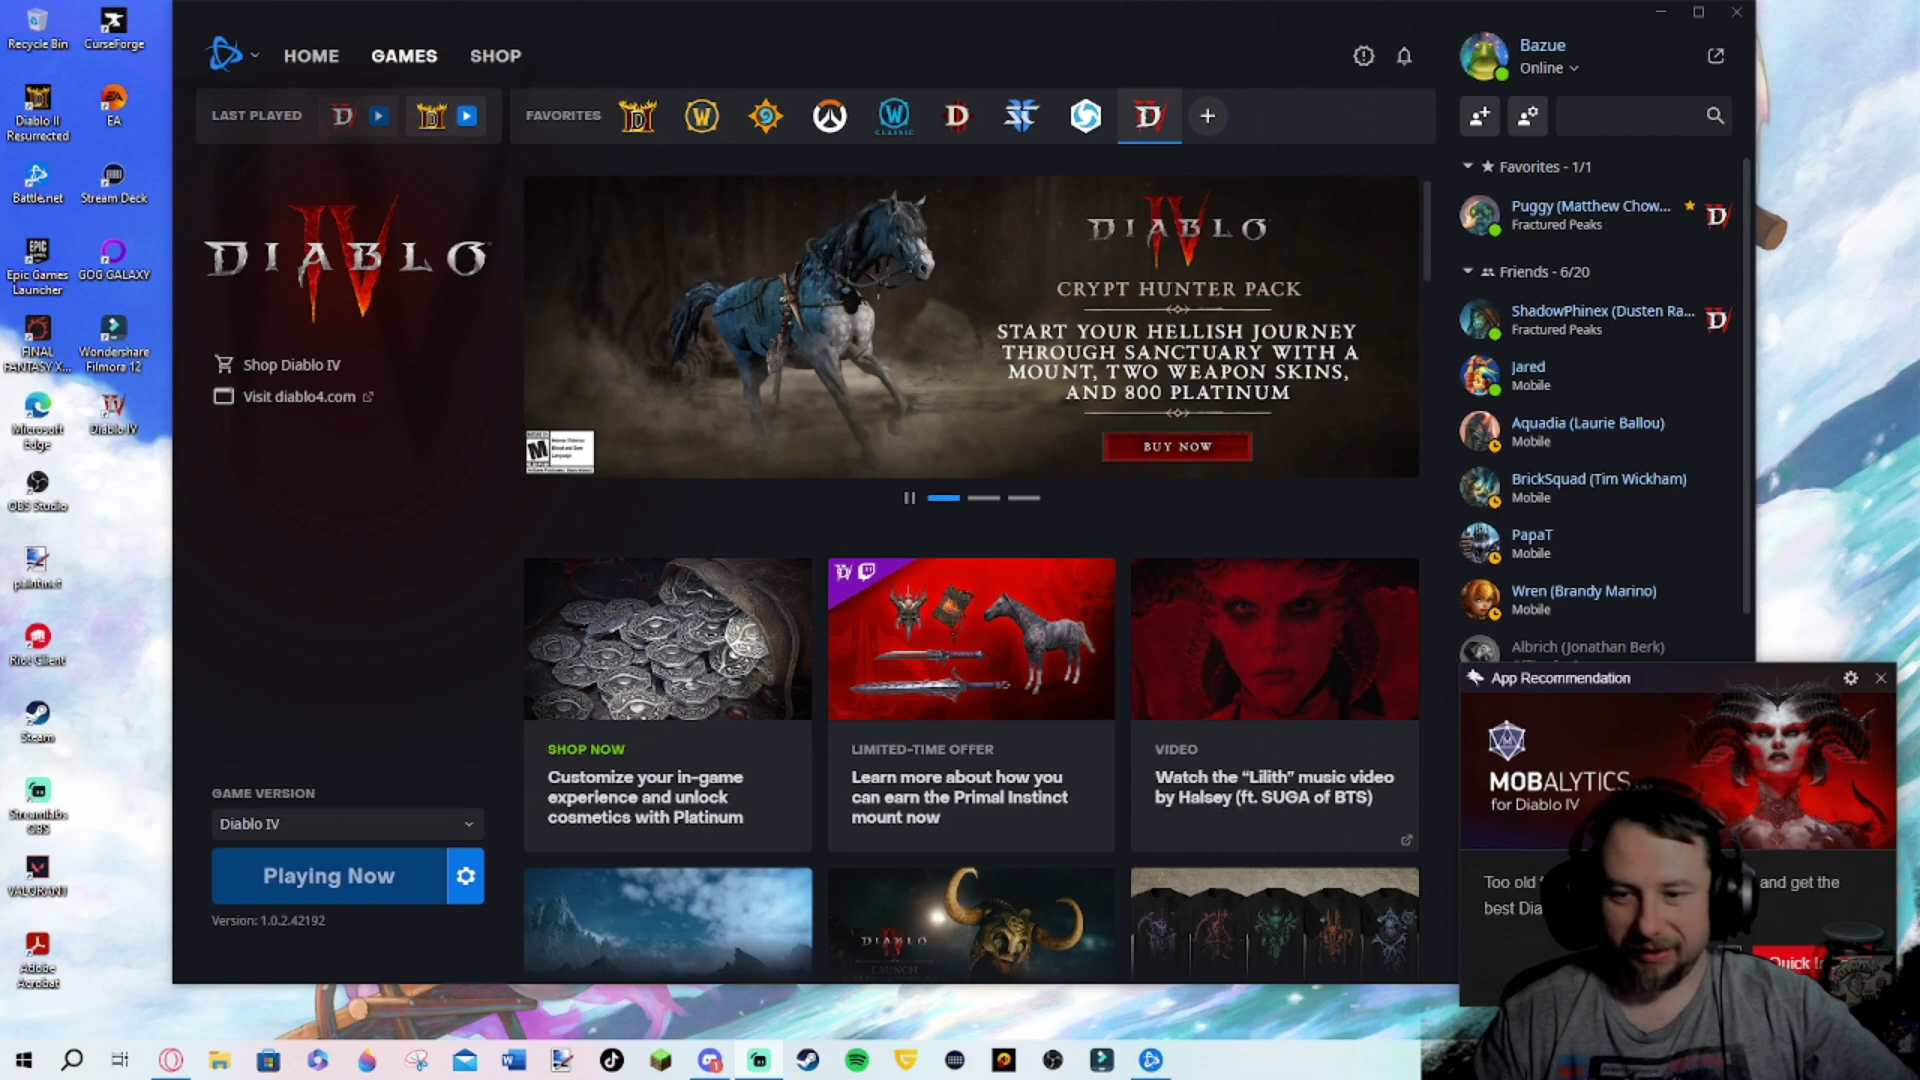 Recycle Bin
CurseForge
Diablo II
Resurrected
EA
Battle.net
Stream Deck
Epic Games
Launcher
GOG GALAXY
FINAL
FANTASY X...
Wondershare
Filmora 12
Microsoft
Edge
Diablo IV
OBS Studio
paint.net
Riot Client
Steam
Streamlabs
OBS
VALORANT
Adobe
Acrobat
HOME
GAMES
SHOP
LAST PLAYED
FAVORITES
CLASSIC
DIABLO
IV
Shop Diablo IV
Visit diablo4.com
GAME VERSION
Diablo IV
Playing Now
Version: 1.0.2.42192
DIABLO
IV
CRYPT HUNTER PACK
START YOUR HELLISH JOURNEY
THROUGH SANCTUARY WITH A
MOUNT, TWO WEAPON SKINS,
AND 800 PLATINUM
BUY NOW
M
SHOP NOW
Customize your in-game
experience and unlock
cosmetics with Platinum
LIMITED-TIME OFFER
Learn more about how you
can earn the Primal Instinct
mount now
VIDEO
Watch the “Lilith” music video
by Halsey (ft. SUGA of BTS)
DIABLO
LAUNCH
Bazue
Online
Favorites - 1/1
Puggy (Matthew Chow...
Fractured Peaks
Friends - 6/20
ShadowPhinex (Dusten Ra...
Fractured Peaks
Jared
Mobile
Aquadia (Laurie Ballou)
Mobile
BrickSquad (Tim Wickham)
Mobile
PapaT
Mobile
Wren (Brandy Marino)
Mobile
Albrich (Jonathan Berk)
App Recommendation
MOBALYTICS
for Diablo IV
Too old
and get the
best Dia
Quick